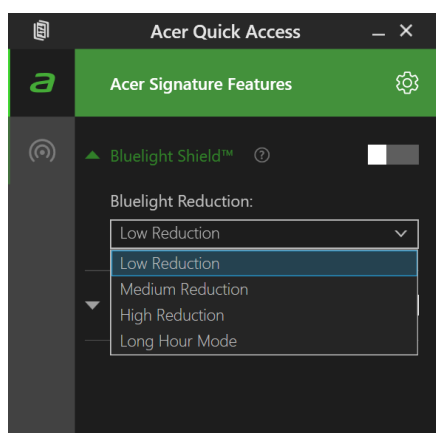 Acer Quick Access
a
Acer Signature Features
Bluelight Shield™ ?
Bluelight Reduction:
Low Reduction
Low Reduction
Medium Reduction
High Reduction
Long Hour Mode